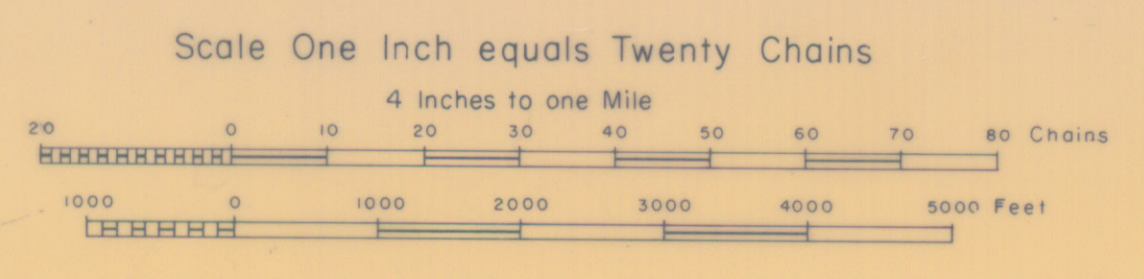 Scale One Inch equals Twenty Chains
4 Inches to one Mile
20 0 10 20 30 40 50 60 70 80 Chains
1000 0 1000 2000 3000 4000 5000 Feet